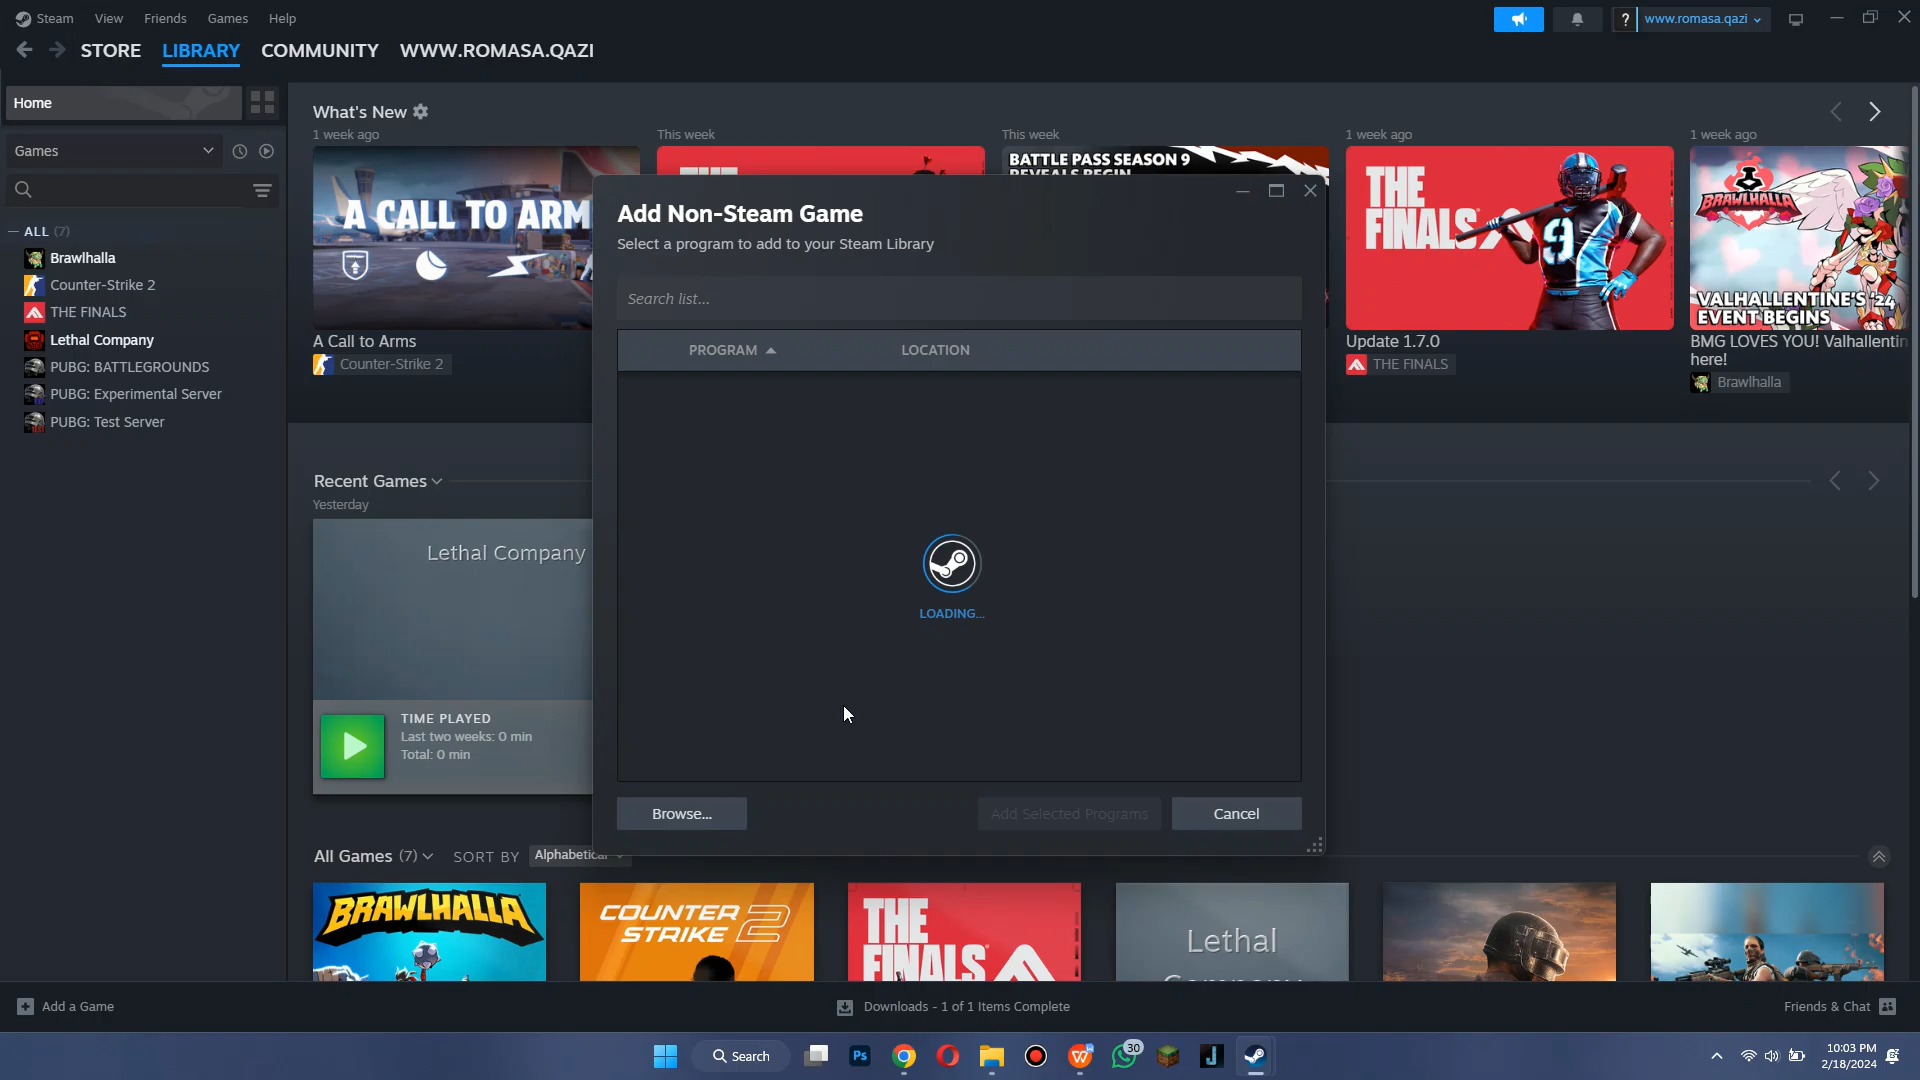 Steam View Friends Games Help
? www.romasa.qazi
STORE LIBRARY COMMUNITY WWW.ROMASA.QAZI
Home
Games
ALL (7)
Brawlhalla
Counter-Strike 2
THE FINALS
Lethal Company
PUBG: BATTLEGROUNDS
PUBG: Experimental Server
PUBG: Test Server
What's New
1 week ago
A CALL TO ARM
A Call to Arms
Counter-Strike 2
This week
THE
This week
BATTLE PASS SEASON 9
REVEALS BEGIN
1 week ago
THE
FINALS
Update 1.7.0
THE FINALS
1 week ago
BRAWLHALLA
VALHALLENTINE'S '24
EVENT BEGINS
BMG LOVES YOU! Valhallentin
here!
Brawlhalla
Add Non-Steam Game
Select a program to add to your Steam Library
Search list...
PROGRAM LOCATION
LOADING...
Browse... Add Selected Programs Cancel
Recent Games
Yesterday
Lethal Company
TIME PLAYED
Last two weeks: 0 min
Total: 0 min
All Games (7) SORT BY Alphabetical
BRAWLHALLA
COUNTER
STRIKE 2
THE
FINALS
Lethal
Company
Add a Game
Downloads - 1 of 1 Items Complete
Friends & Chat
Search
Ps
30
J
10:03 PM
2/18/2024